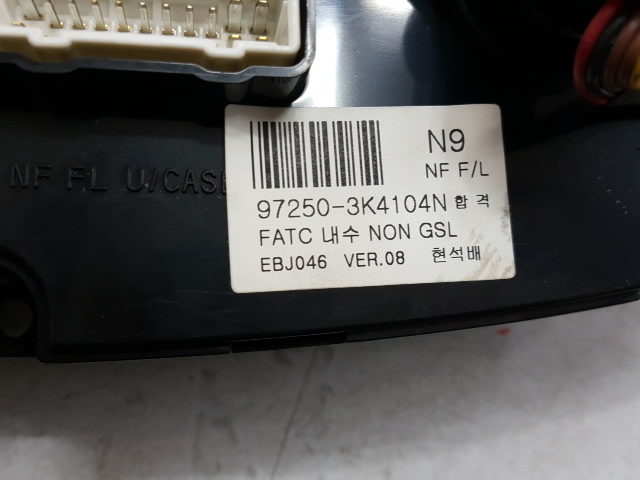 N9
NF F/L
NF FL U/CASE
97250-3K4104N 합격
FATC 내수 NON GSL
EBJ046 VER.08 현석배